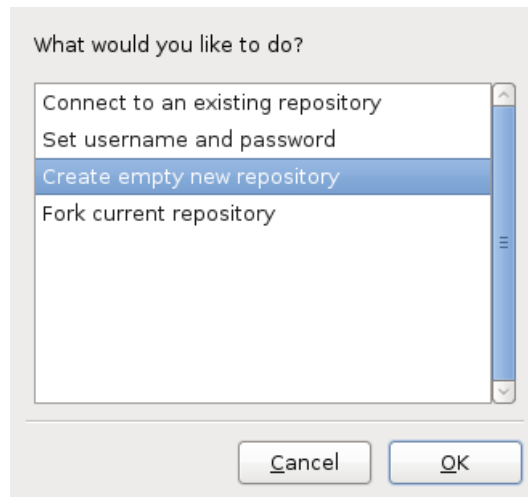 What would you like to do?
Connect to an existing repository
Set username and password
Create empty new repository
Fork current repository
Cancel
OK